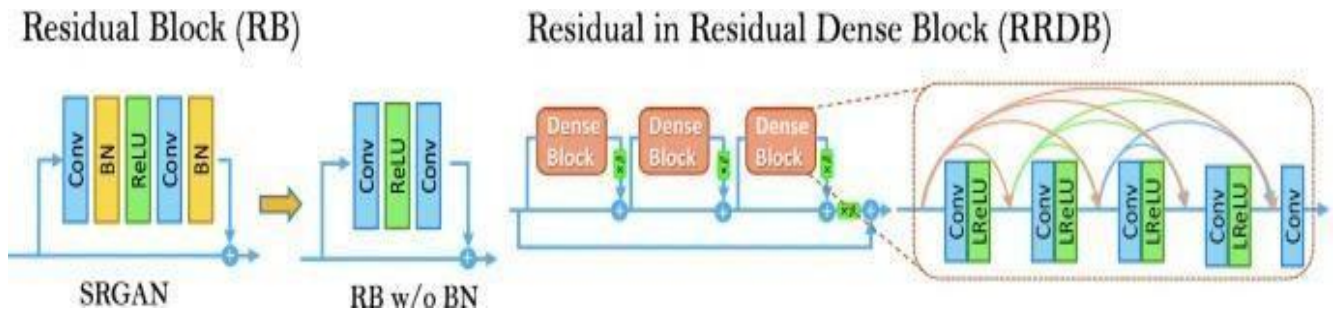 Residual Block (RB)
Residual in Residual Dense Block (RRDB)
Conv
BN
ReLU
Conv
BN
SRGAN
Conv
ReLU
Conv
RB w/o BN
Dense
Block
Dense
Block
Dense
Block
Conv
LReLU
Conv
LReLU
Conv
LReLU
Conv
LReLU
Conv